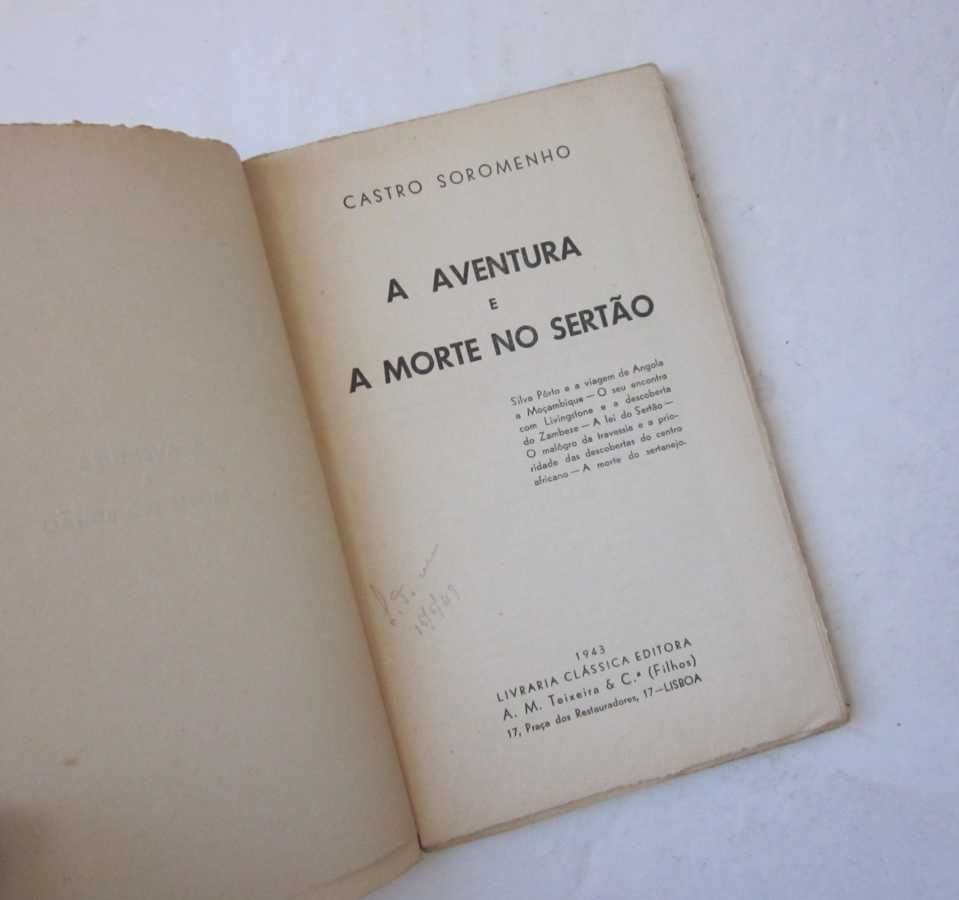 CASTRO SOROMENHO
A AVENTURA
E
A MORTE NO SERTÃO
Silva Pôrto e a viagem de Angola
a Moçambique — O seu encontro
com Livingstone e a descoberta
do Zambeze — A lei do Sertão —
O malôgro da travessia e a prio-
ridade das descobertas do centro
africano — A morte do sertanejo.
1943
LIVRARIA CLÁSSICA EDITORA
A. M. Teixeira & C.ª (Filhos)
17, Praça dos Restauradores, 17—LISBOA